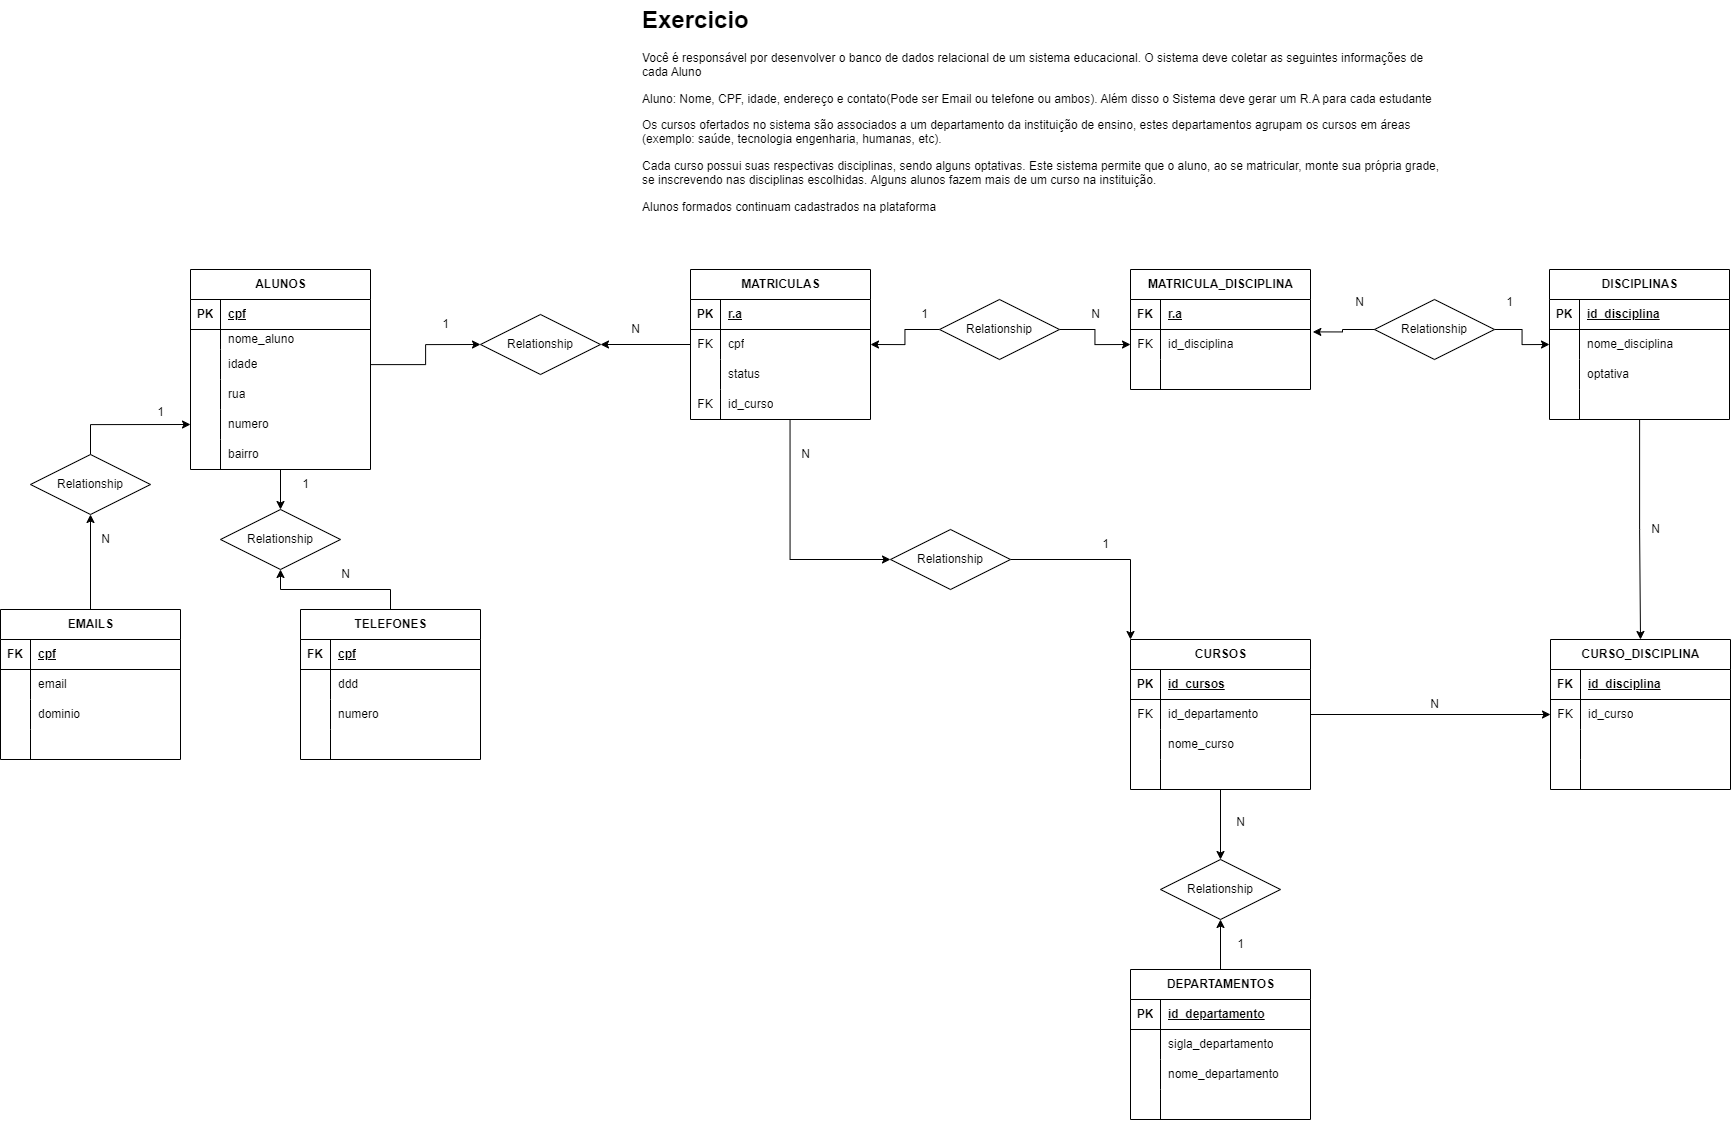 Exercicio
Você é responsável por desenvolver o banco de dados relacional de um sistema educacional. O sistema deve coletar as seguintes informações de
cada Aluno
Aluno: Nome, CPF, idade, endereço e contato(Pode ser Email ou telefone ou ambos). Além disso o Sistema deve gerar um R.A para cada estudante
Os cursos ofertados no sistema são associados a um departamento da instituição de ensino, estes departamentos agrupam os cursos em áreas
(exemplo: saúde, tecnologia engenharia, humanas, etc).
Cada curso possui suas respectivas disciplinas, sendo alguns optativas. Este sistema permite que o aluno, ao se matricular, monte sua própria grade,
se inscrevendo nas disciplinas escolhidas. Alguns alunos fazem mais de um curso na instituição.
Alunos formados continuam cadastrados na plataforma
ALUNOS
PK cpf
nome_aluno
idade
rua
numero
bairro
1
Relationship
N
MATRICULAS
PK r.a
FK cpf
status
FK id_curso
1
Relationship
N
MATRICULA_DISCIPLINA
FK r.a
FK id_disciplina
N
Relationship
1
DISCIPLINAS
PK id_disciplina
nome_disciplina
optativa
1
Relationship
N
1
Relationship
N
N
Relationship
1
N
EMAILS
FK cpf
email
dominio
TELEFONES
FK cpf
ddd
numero
CURSOS
PK id_cursos
FK id_departamento
nome_curso
N
CURSO_DISCIPLINA
FK id_disciplina
FK id_curso
N
Relationship
1
DEPARTAMENTOS
PK id_departamento
sigla_departamento
nome_departamento